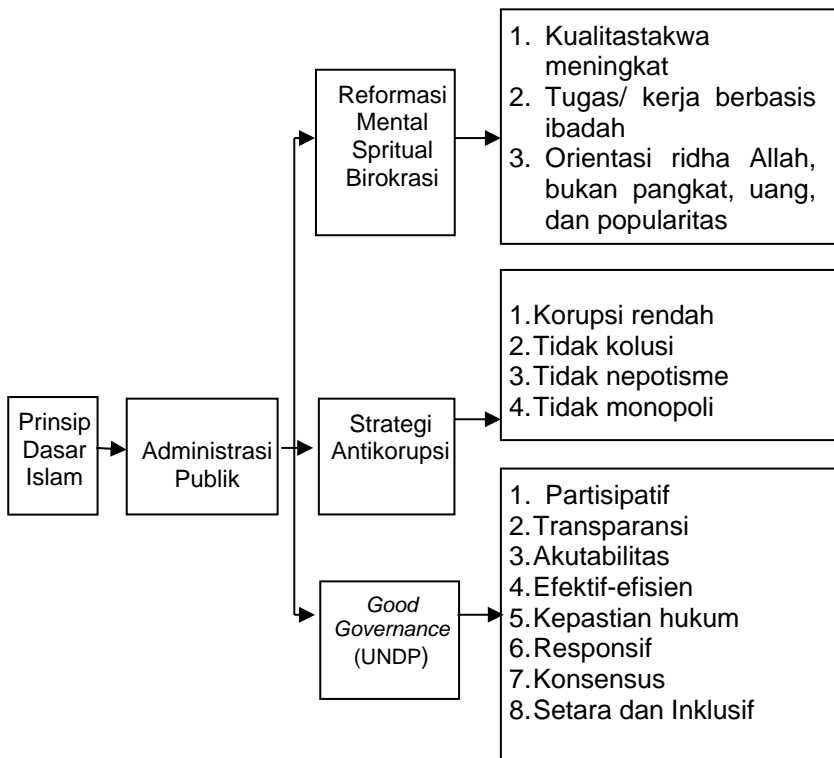 Prinsip
Dasar
Islam
Administrasi
Publik
Reformasi
Mental
Spritual
Birokrasi
1. Kualitastakwa
meningkat
2. Tugas/ kerja berbasis
ibadah
3. Orientasi ridha Allah,
bukan pangkat, uang,
dan popularitas
Strategi
Antikorupsi
1.Korupsi rendah
2.Tidak kolusi
3.Tidak nepotisme
4.Tidak monopoli
Good
Governance
(UNDP)
1. Partisipatif
2.Transparansi
3.Akutabilitas
4.Efektif-efisien
5.Kepastian hukum
6.Responsif
7.Konsensus
8.Setara dan Inklusif